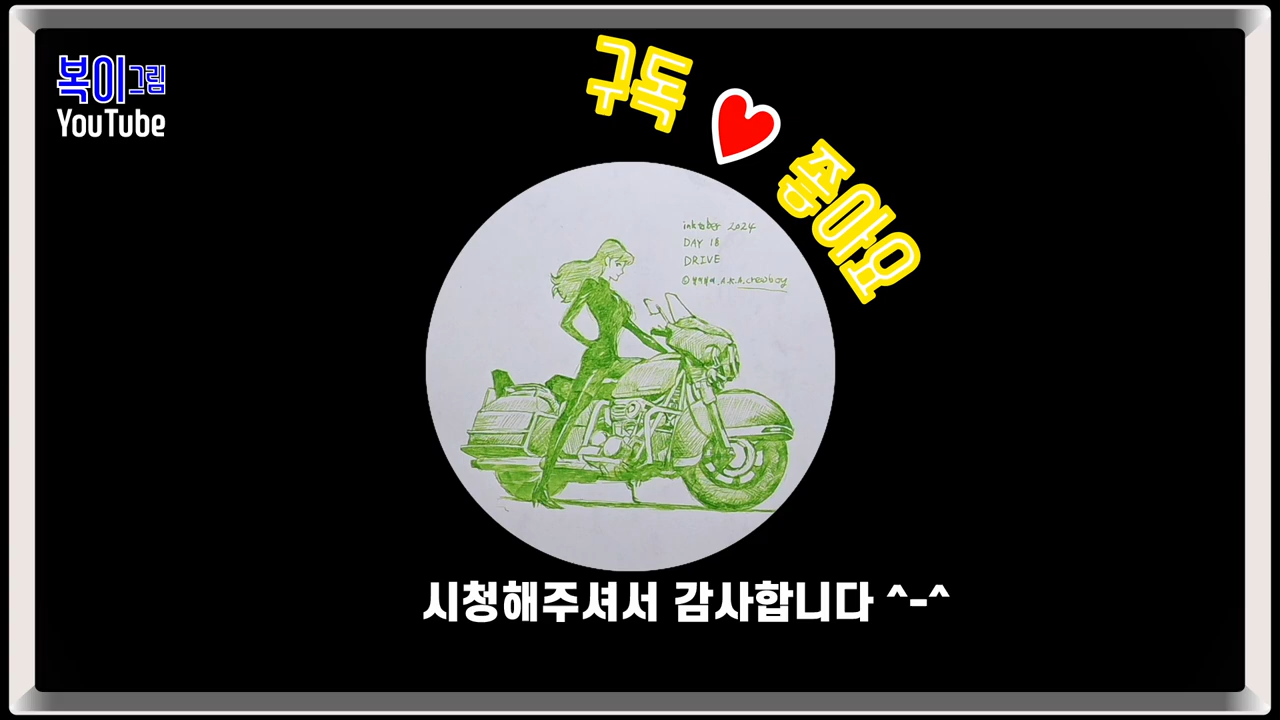 복이그림
YouTube
구독 ♥ 좋아요
inktober 2024
DAY 18
DRIVE
A.K.A. crewboy
시청해주셔서 감사합니다 ^-^